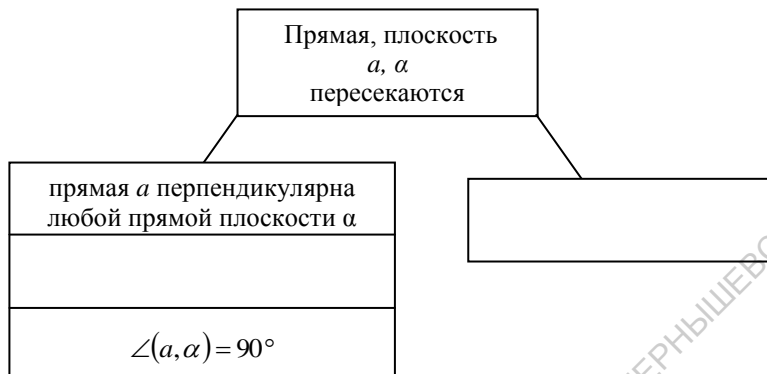 Прямая, плоскость
a, α
пересекаются
прямая a перпендикулярна
любой прямой плоскости α
∠(a,α)=90°